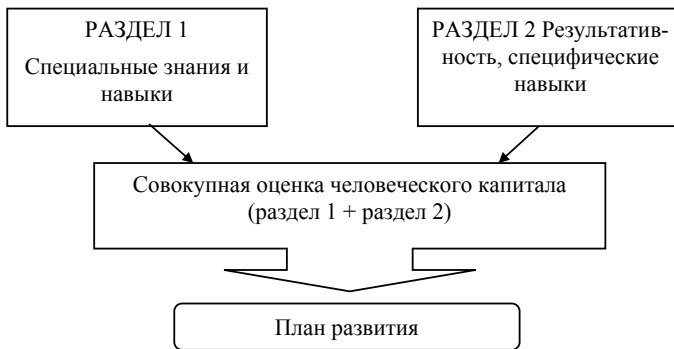 РАЗДЕЛ 1
Специальные знания и
навыки
РАЗДЕЛ 2 Результатив-
ность, специфические
навыки
Совокупная оценка человеческого капитала
(раздел 1 + раздел 2)
План развития